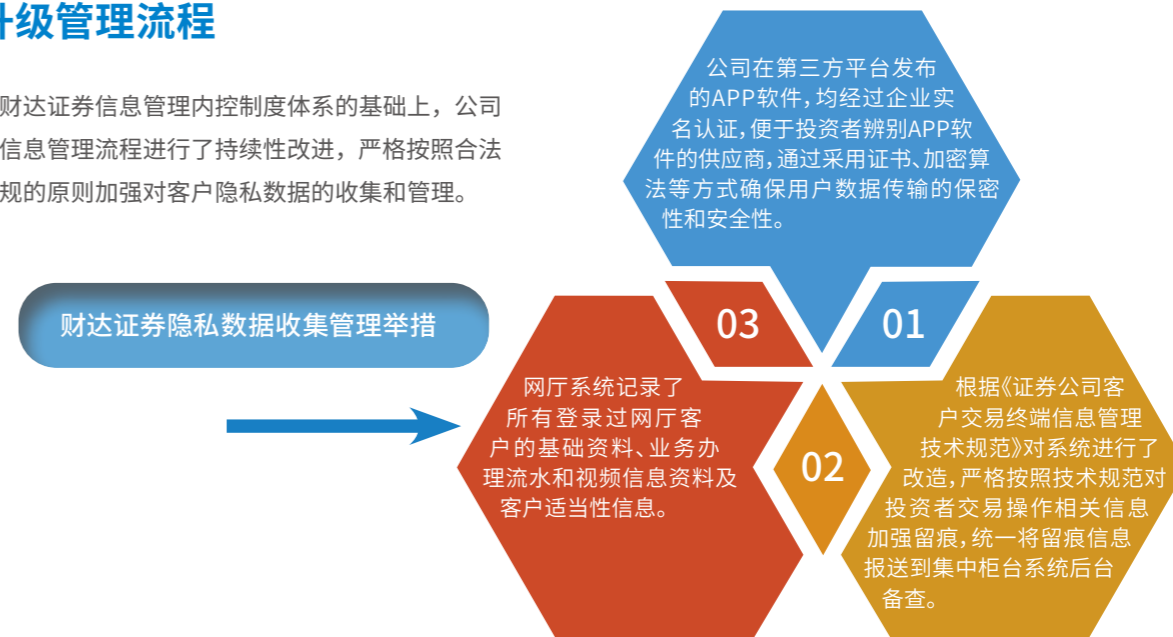 升级管理流程
财达证券信息管理内控制度体系的基础上，公司
信息管理流程进行了持续性改进，严格按照合法
规的原则加强对客户隐私数据的收集和管理。
财达证券隐私数据收集管理举措
公司在第三方平台发布
的APP软件，均经过企业实
名认证，便于投资者辨别APP软
件的供应商，通过采用证书、加密算
法等方式确保用户数据传输的保密
性和安全性。
01
根据《证券公司客
户交易终端信息管理
技术规范》对系统进行了
改造，严格按照技术规范对
投资者交易操作相关信息
加强留痕，统一将留痕信息
报送到集中柜台系统后台
备查。
02
网厅系统记录了
所有登录过网厅客
户的基础资料、业务办
理流水和视频信息资料及
客户适当性信息。
03